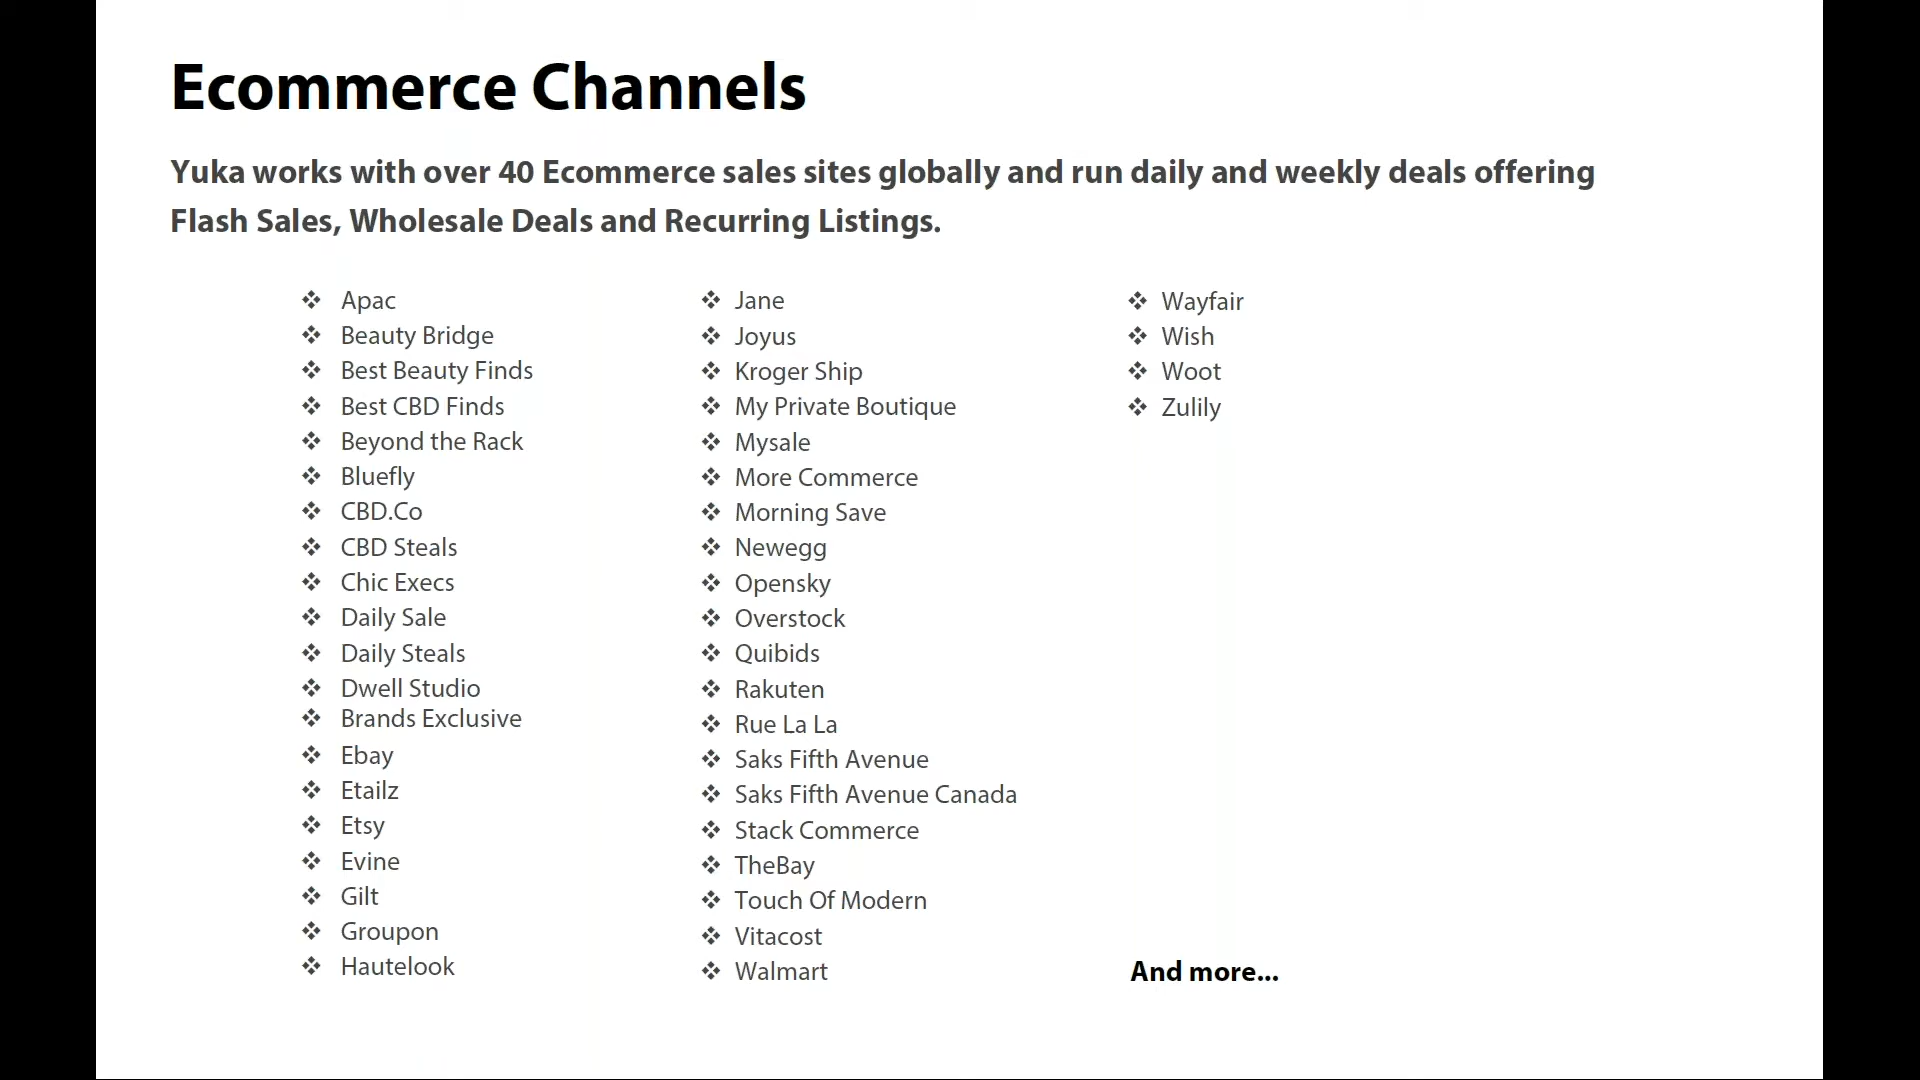 Ecommerce Channels
Yuka works with over 40 Ecommerce sales sites globally and run daily and weekly deals offering
Flash Sales, Wholesale Deals and Recurring Listings.
❖ Apac
❖ Beauty Bridge
❖ Best Beauty Finds
❖ Best CBD Finds
❖ Beyond the Rack
❖ Bluefly
❖ CBD.Co
❖ CBD Steals
❖ Chic Execs
❖ Daily Sale
❖ Daily Steals
❖ Dwell Studio
❖ Brands Exclusive
❖ Ebay
❖ Etailz
❖ Etsy
❖ Evine
❖ Gilt
❖ Groupon
❖ Hautelook
❖ Jane
❖ Joyus
❖ Kroger Ship
❖ My Private Boutique
❖ Mysale
❖ More Commerce
❖ Morning Save
❖ Newegg
❖ Opensky
❖ Overstock
❖ Quibids
❖ Rakuten
❖ Rue La La
❖ Saks Fifth Avenue
❖ Saks Fifth Avenue Canada
❖ Stack Commerce
❖ TheBay
❖ Touch Of Modern
❖ Vitacost
❖ Walmart
❖ Wayfair
❖ Wish
❖ Woot
❖ Zulily
And more...